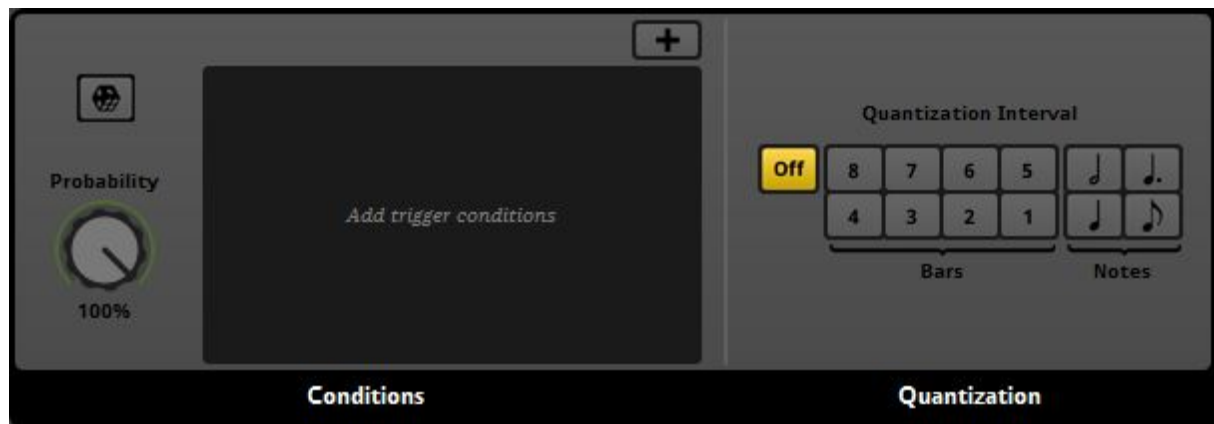 Probability
100%
Add trigger conditions
Conditions
Quantization Interval
Off 8 7 6 5
4 3 2 1
Bars Notes
Quantization